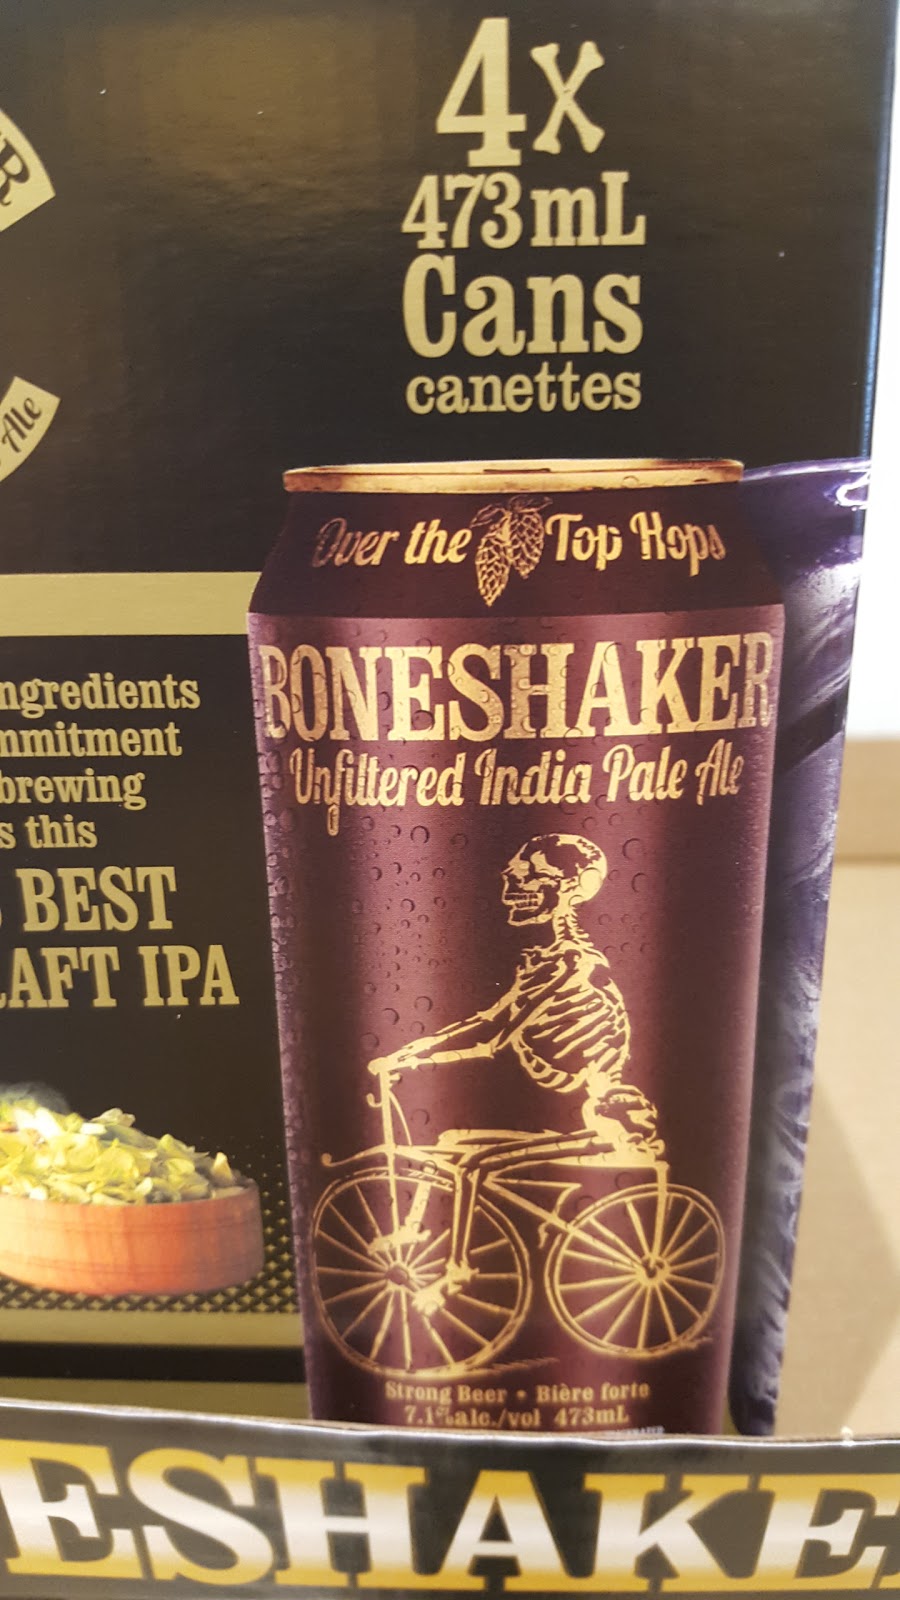 4X
473mL
Cans
canettes
Ale
Over the Top Hops
BONESHAKER
Unfiltered India Pale Ale
ngredients
mmitment
brewing
s this
BEST
AFT IPA
Strong Beer • Bière forte
7.1%alc./vol 473mL
ESHAKE